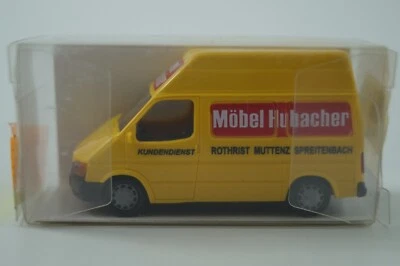 Möbel Hubacher
KUNDENDIENST ROTHRIST MUTTENZ SPREITENBACH